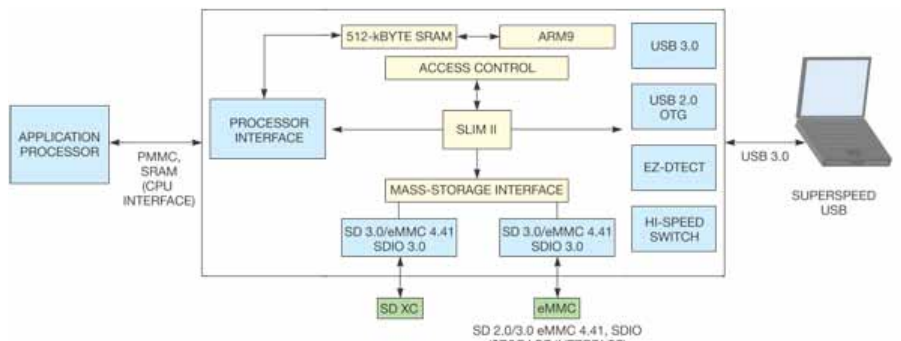 512-kBYTE SRAM
ARM9
USB 3.0
ACCESS CONTROL
USB 2.0
OTG
PROCESSOR
INTERFACE
SLIM II
APPLICATION
PROCESSOR
PMMC,
SRAM
(CPU
INTERFACE)
EZ-DTECT
USB 3.0
MASS-STORAGE INTERFACE
SUPERSPEED
USB
SD 3.0/eMMC 4.41
SDIO 3.0
SD 3.0/eMMC 4.41
SDIO 3.0
HI-SPEED
SWITCH
SD XC
eMMC
SD 2.0/3.0 eMMC 4.41, SDIO